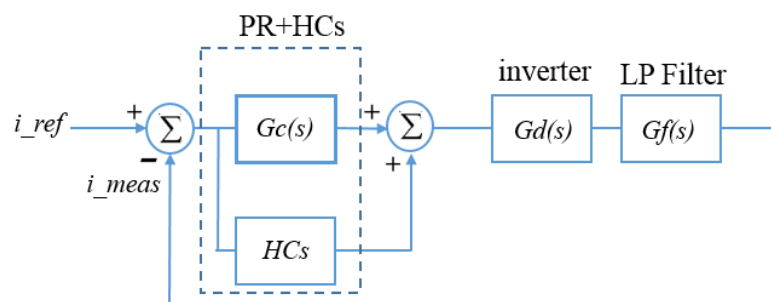 PR+HCs
inverter
LP Filter
i_ref
+
Σ
Gc(s)
+
Σ
Gd(s)
Gf(s)
−
i_meas
+
HCs